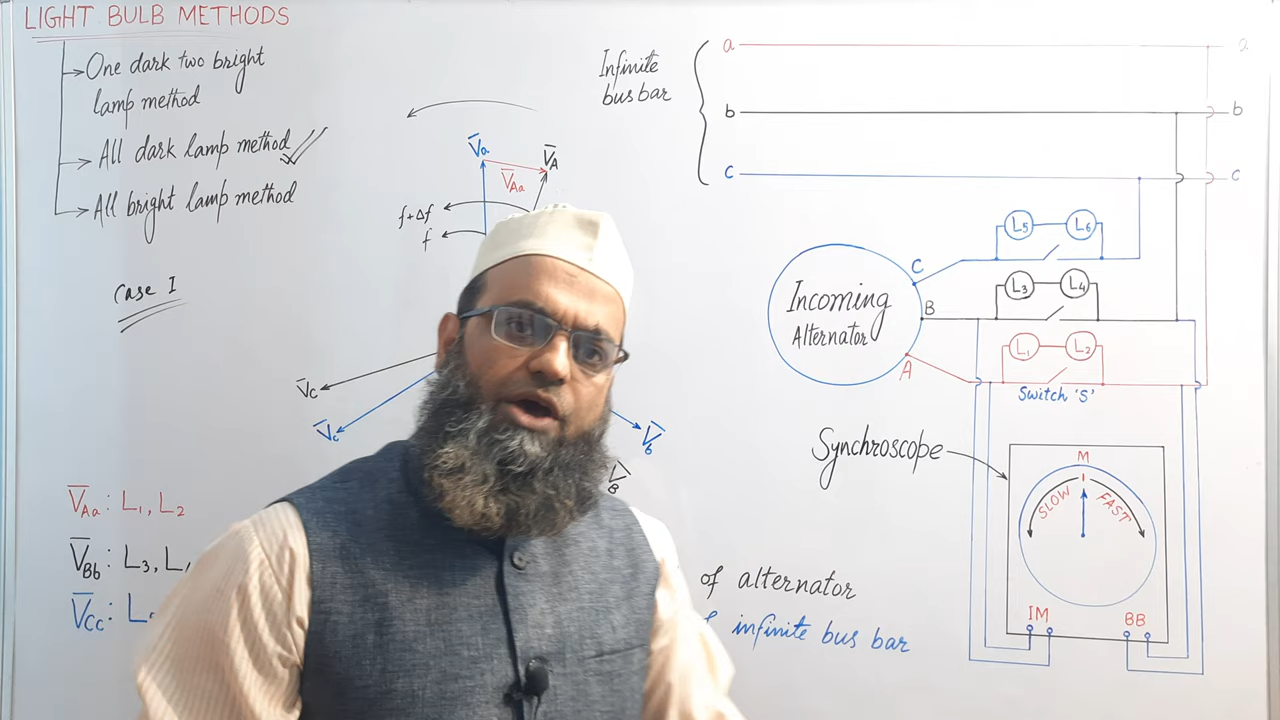 LIGHT BULB METHODS
One dark two bright
lamp method
All dark lamp method
All bright lamp method
Case I
V̅a
V̅A
V̅Aa
f+Δf
f
V̅c
V̅c
V̅b
V̅B
V̅Aa : L1, L2
V̅Bb : L3, L
V̅Cc : L
of alternator
infinite bus bar
Infinite
bus bar
a
a
b
b
c
c
L5
L6
C
L3
L4
B
Incoming
Alternator
L1
L2
A
Switch 'S'
Synchroscope
M
SLOW
FAST
IM
BB